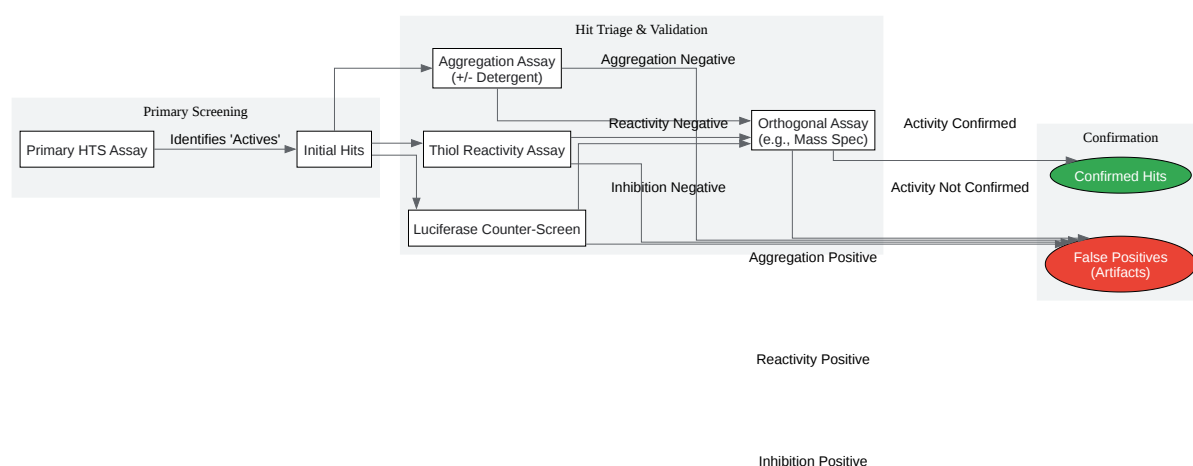 Hit Triage & Validation
Aggregation Assay
(+/- Detergent)
Aggregation Negative
Primary Screening
Primary HTS Assay
Identifies 'Actives'
Initial Hits
Thiol Reactivity Assay
Reactivity Negative
Orthogonal Assay
(e.g., Mass Spec)
Activity Confirmed
Confirmation
Confirmed Hits
Inhibition Negative
Activity Not Confirmed
Luciferase Counter-Screen
Aggregation Positive
False Positives
(Artifacts)
Reactivity Positive
Inhibition Positive